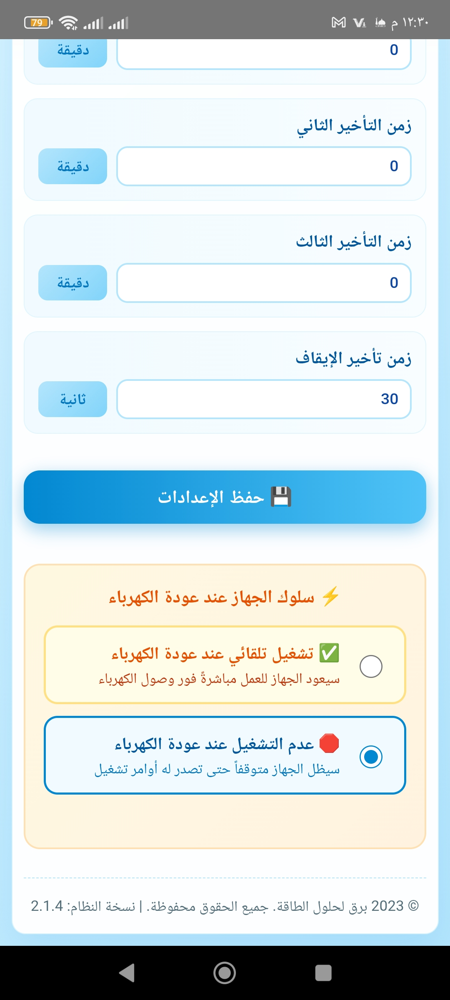 79
١٢:٣٠ م
0
دقيقة
زمن التأخير الثاني
0
دقيقة
زمن التأخير الثالث
0
دقيقة
زمن تأخير الإيقاف
30
ثانية
💾 حفظ الإعدادات
⚡ سلوك الجهاز عند عودة الكهرباء
✅ تشغيل تلقائي عند عودة الكهرباء
سيعود الجهاز للعمل مباشرةً فور وصول الكهرباء
🛑 عدم التشغيل عند عودة الكهرباء
سيظل الجهاز متوقفاً حتى تصدر له أوامر تشغيل
© 2023 برق لحلول الطاقة. جميع الحقوق محفوظة. | نسخة النظام: 2.1.4